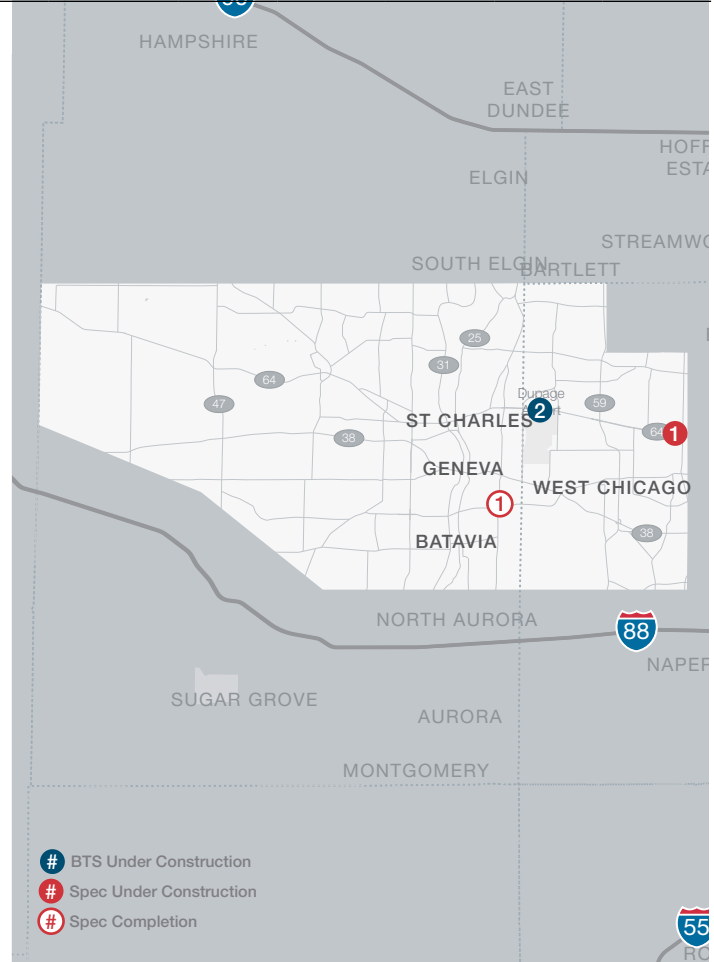 HAMPSHIRE
EAST
DUNDEE
HOFF
ESTA
ELGIN
STREAMWO
SOUTH ELGIN
BARTLETT
25
31
64
47
59
Dupage
2
ST CHARLES
64
1
38
GENEVA
WEST CHICAGO
1
38
BATAVIA
NORTH AURORA
88
NAPER
SUGAR GROVE
AURORA
MONTGOMERY
# BTS Under Construction
# Spec Under Construction
# Spec Completion
55
RO